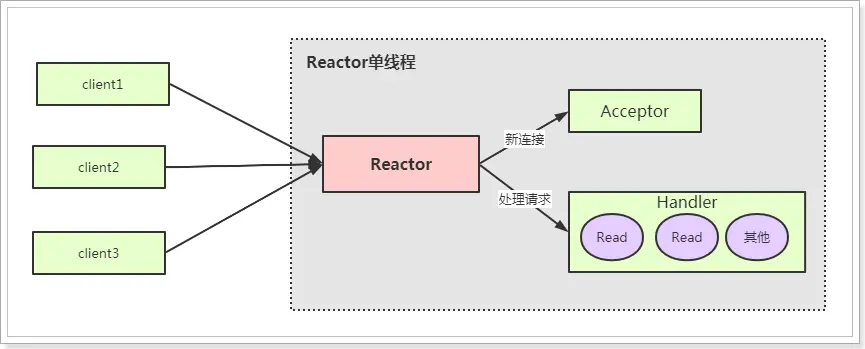 Reactor单线程
client1
client2
client3
Reactor
新连接
处理请求
Acceptor
Handler
Read
Read
其他